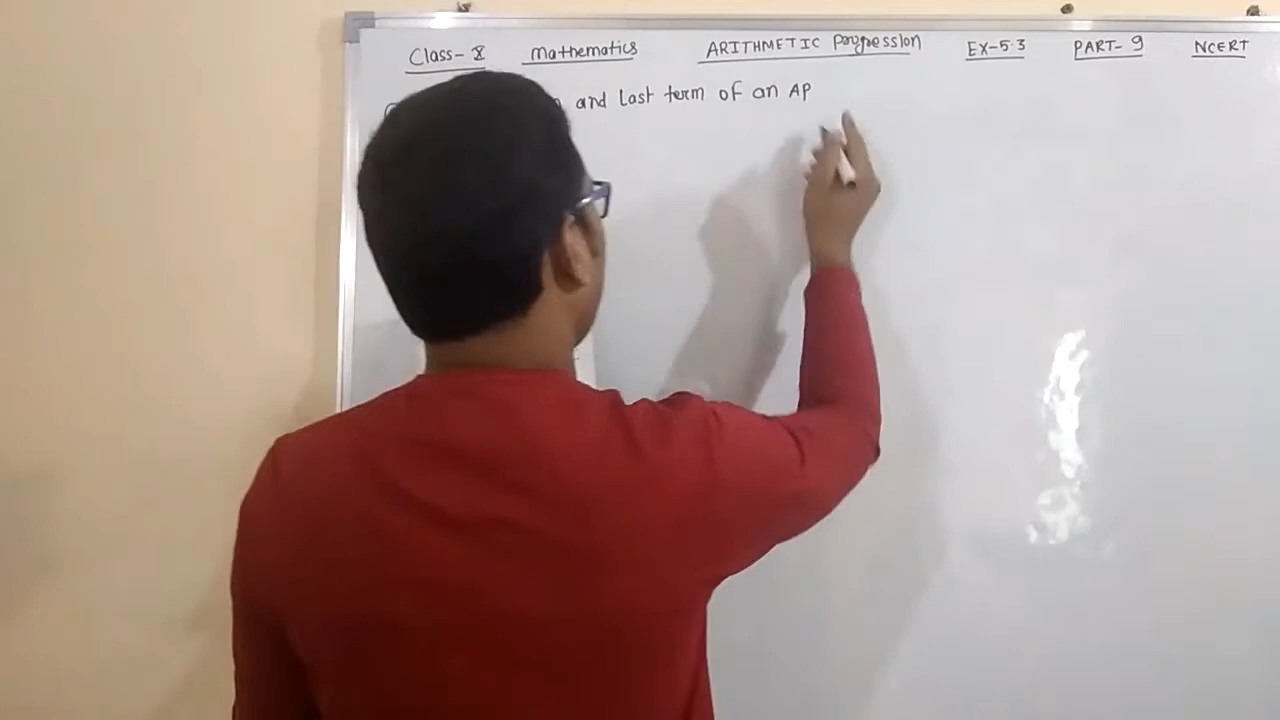 Class- X Mathematics ARITHMETIC Progression EX-5.3 PART-9 NCERT
and last term of an AP